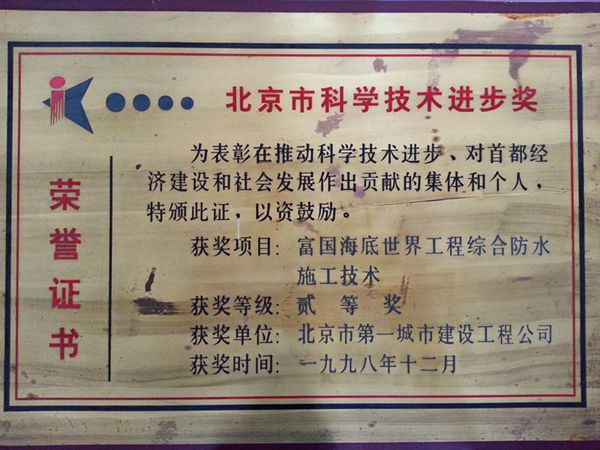 北京市科学技术进步奖
荣誉证书
为表彰在推动科学技术进步、对首都经
济建设和社会发展作出贡献的集体和个人，
特颁此证，以资鼓励。
获奖项目：富国海底世界工程综合防水
施工技术
获奖等级：贰等奖
获奖单位：北京市第一城市建设工程公司
获奖时间：一九九八年十二月